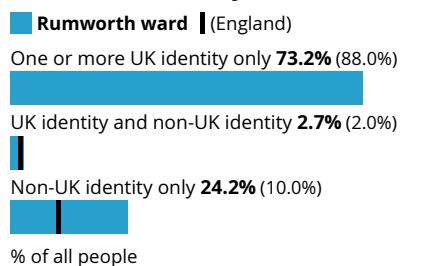 Rumworth ward (England)
One or more UK identity only 73.2% (88.0%)
UK identity and non-UK identity 2.7% (2.0%)
Non-UK identity only 24.2% (10.0%)
% of all people